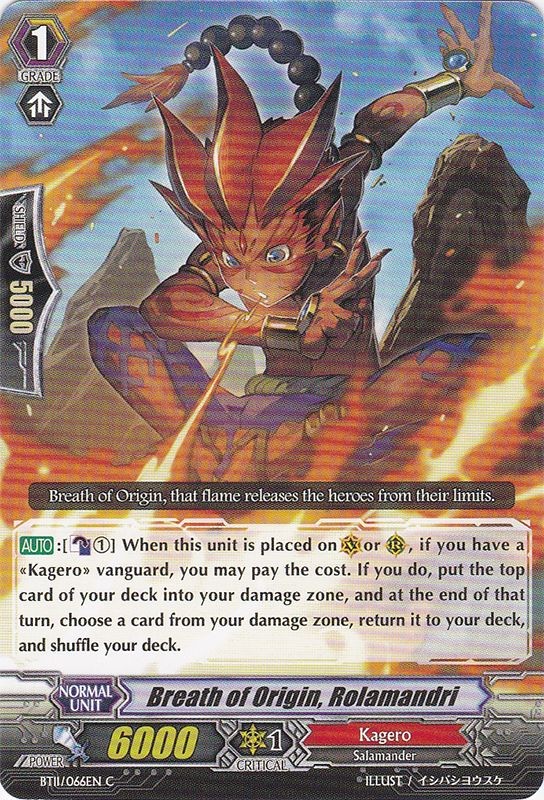 1
GRADE
SHIELD
5000
Breath of Origin, that flame releases the heroes from their limits.
AUTO:[①] When this unit is placed on V or R, if you have a
«Kagero» vanguard, you may pay the cost. If you do, put the top
card of your deck into your damage zone, and at the end of that
turn, choose a card from your damage zone, return it to your deck,
and shuffle your deck.
NORMAL
UNIT
Breath of Origin, Rolamandri
POWER
6000
1
CRITICAL
Kagero
Salamander
BT11/066EN C
ILLUST / イシバシヨウスケ